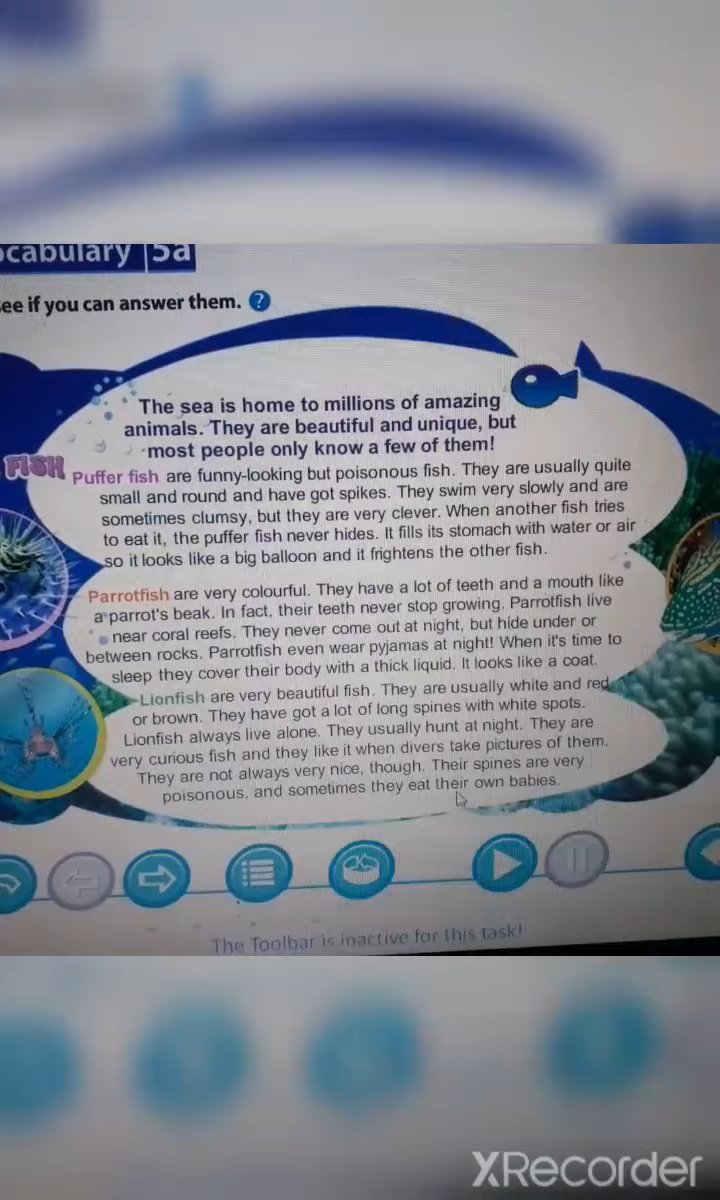 ocabulary 5a
ee if you can answer them. ?
The sea is home to millions of amazing
animals. They are beautiful and unique, but
most people only know a few of them!
FISH
Puffer fish are funny-looking but poisonous fish. They are usually quite
small and round and have got spikes. They swim very slowly and are
sometimes clumsy, but they are very clever. When another fish tries
to eat it, the puffer fish never hides. It fills its stomach with water or air
so it looks like a big balloon and it frightens the other fish.
Parrotfish are very colourful. They have a lot of teeth and a mouth like
a parrot's beak. In fact, their teeth never stop growing. Parrotfish live
near coral reefs. They never come out at night, but hide under or
between rocks. Parrotfish even wear pyjamas at night! When it's time to
sleep they cover their body with a thick liquid. It looks like a coat.
Lionfish are very beautiful fish. They are usually white and red
or brown. They have got a lot of long spines with white spots.
Lionfish always live alone. They usually hunt at night. They are
very curious fish and they like it when divers take pictures of them.
They are not always very nice, though. Their spines are very
poisonous, and sometimes they eat their own babies.
The Toolbar is inactive for this task!
XRecorder